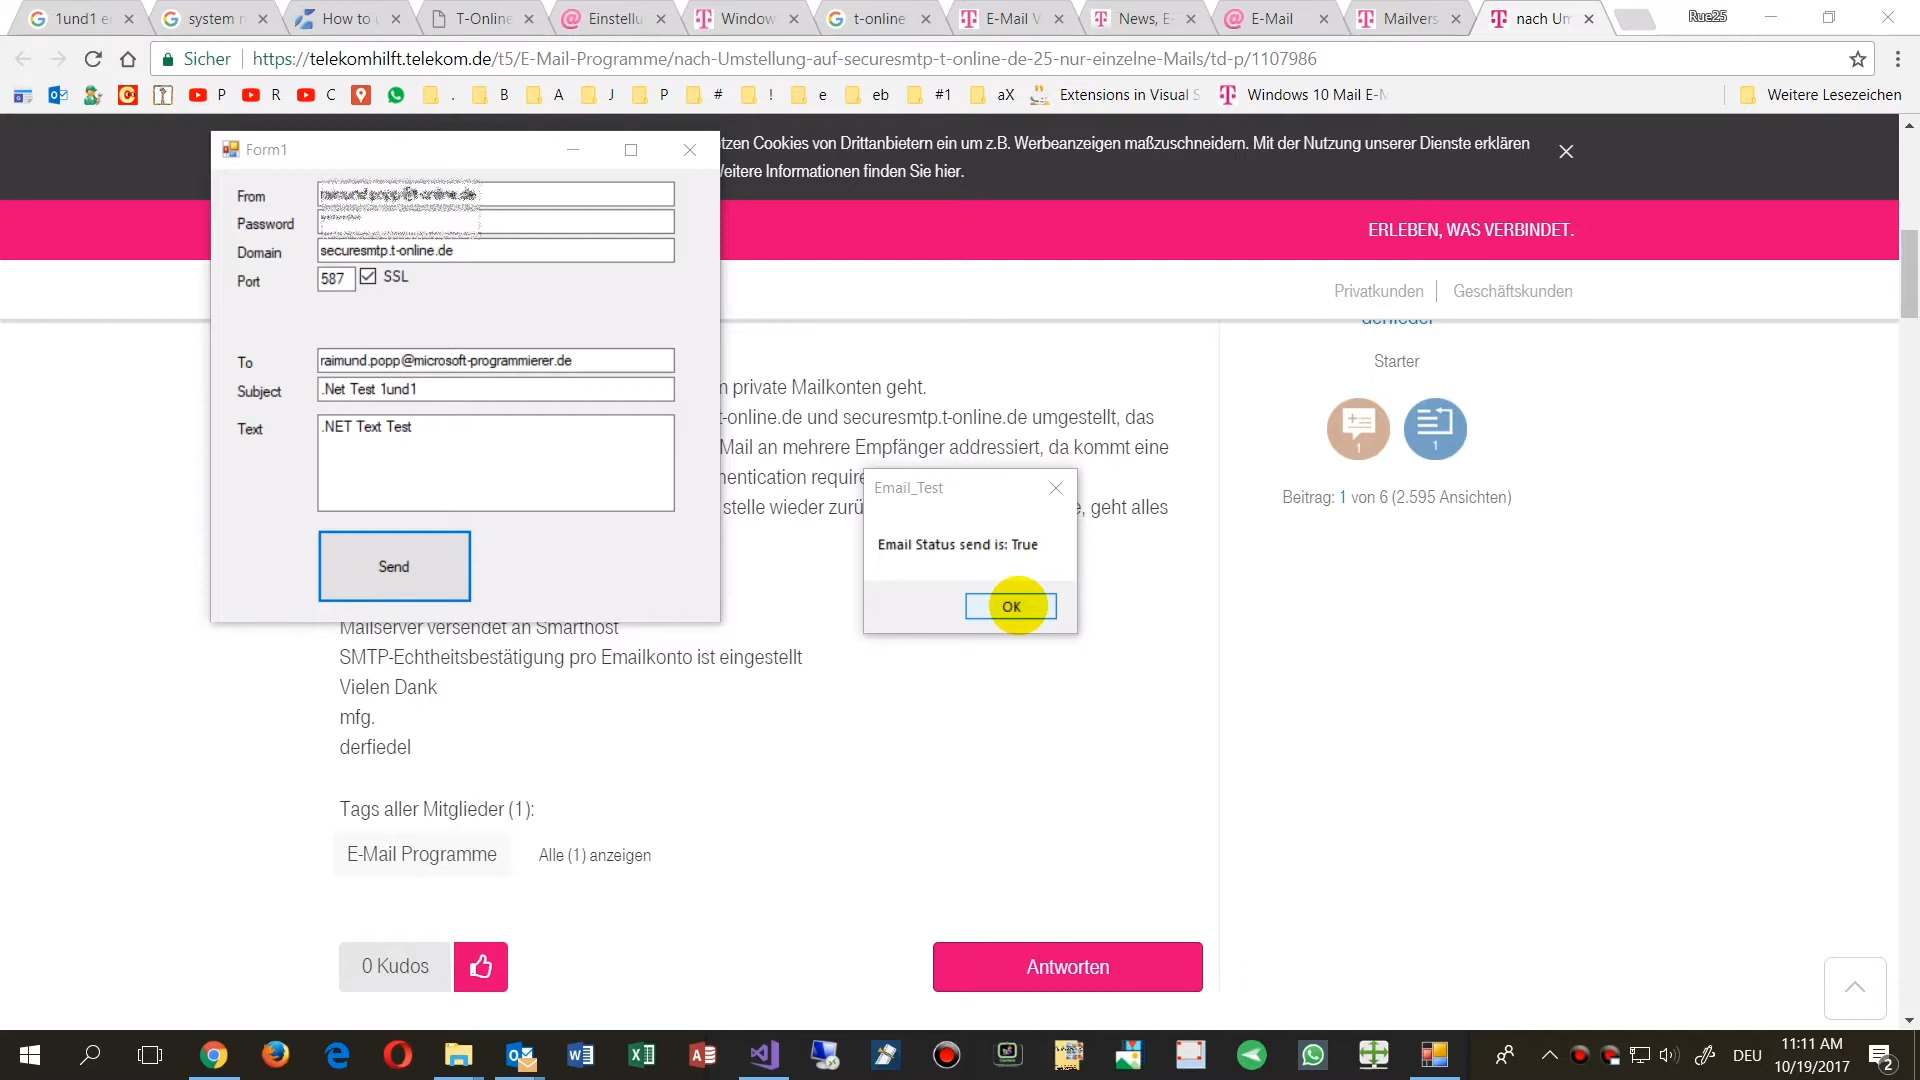 1und1 e
system n
How to u
T-Online
Einstellu
Window
t-online
E-Mail V
News, E-
E-Mail
Mailvers
nach Um
Rue25
Sicher https://telekomhilft.telekom.de/t5/E-Mail-Programme/nach-Umstellung-auf-securesmtp-t-online-de-25-nur-einzelne-Mails/td-p/1107986
P R C . B A J P # ! e eb #1 aX Extensions in Visual S Windows 10 Mail E-M Weitere Lesezeichen
Form1
tzen Cookies von Drittanbietern ein um z.B. Werbeanzeigen maßzuschneidern. Mit der Nutzung unserer Dienste erklären
Weitere Informationen finden Sie hier.
From
Password
Domain securesmtp.t-online.de
Port 587 SSL
To raimund.popp@microsoft-programmierer.de
Subject .Net Test 1und1
Text .NET Text Test
Send
ERLEBEN, WAS VERBINDET.
Privatkunden Geschäftskunden
derfiedel
Starter
1 1
Beitrag: 1 von 6 (2.595 Ansichten)
private Mailkonten geht.
t-online.de und securesmtp.t-online.de umgestellt, das
Mail an mehrere Empfänger addressiert, da kommt eine
hentication require
stelle wieder zurü , geht alles
Email_Test
Email Status send is: True
OK
Mailserver versendet an Smarthost
SMTP-Echtheitsbestätigung pro Emailkonto ist eingestellt
Vielen Dank
mfg.
derfiedel
Tags aller Mitglieder (1):
E-Mail Programme Alle (1) anzeigen
0 Kudos
Antworten
DEU
11:11 AM
10/19/2017
2